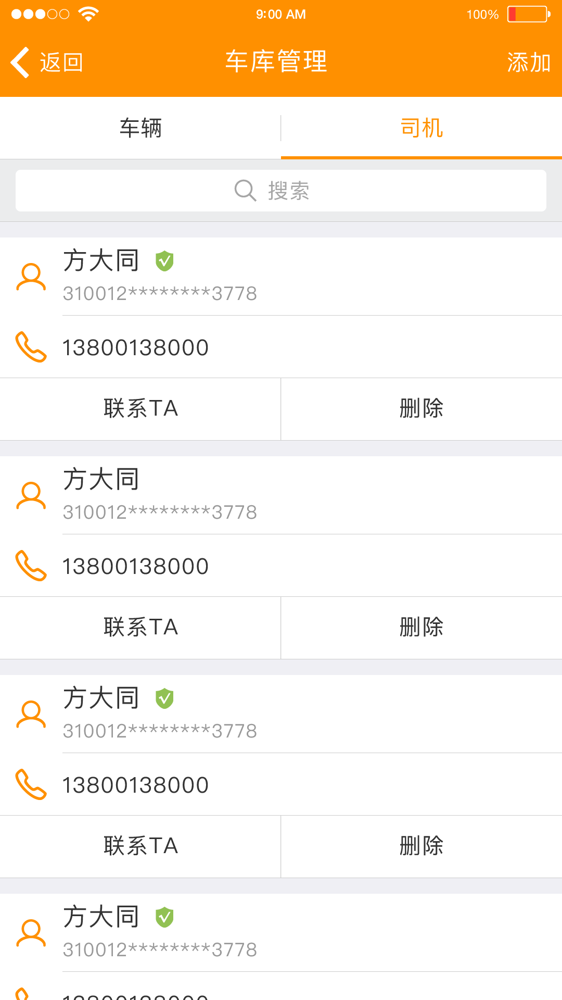 9:00 AM 100%
返回 车库管理 添加
车辆 司机
搜索
方大同
310012********3778
13800138000
联系TA 删除
方大同
310012********3778
13800138000
联系TA 删除
方大同
310012********3778
13800138000
联系TA 删除
方大同
310012********3778
13800138000